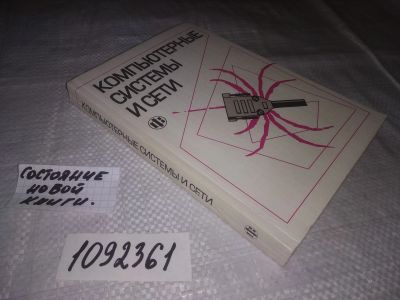 КОМПЬЮТЕРНЫЕ
СИСТЕМЫ
И СЕТИ
КОМПЬЮТЕРНЫЕ СИСТЕМЫ И СЕТИ
Состояние
новой
книги.
1092361